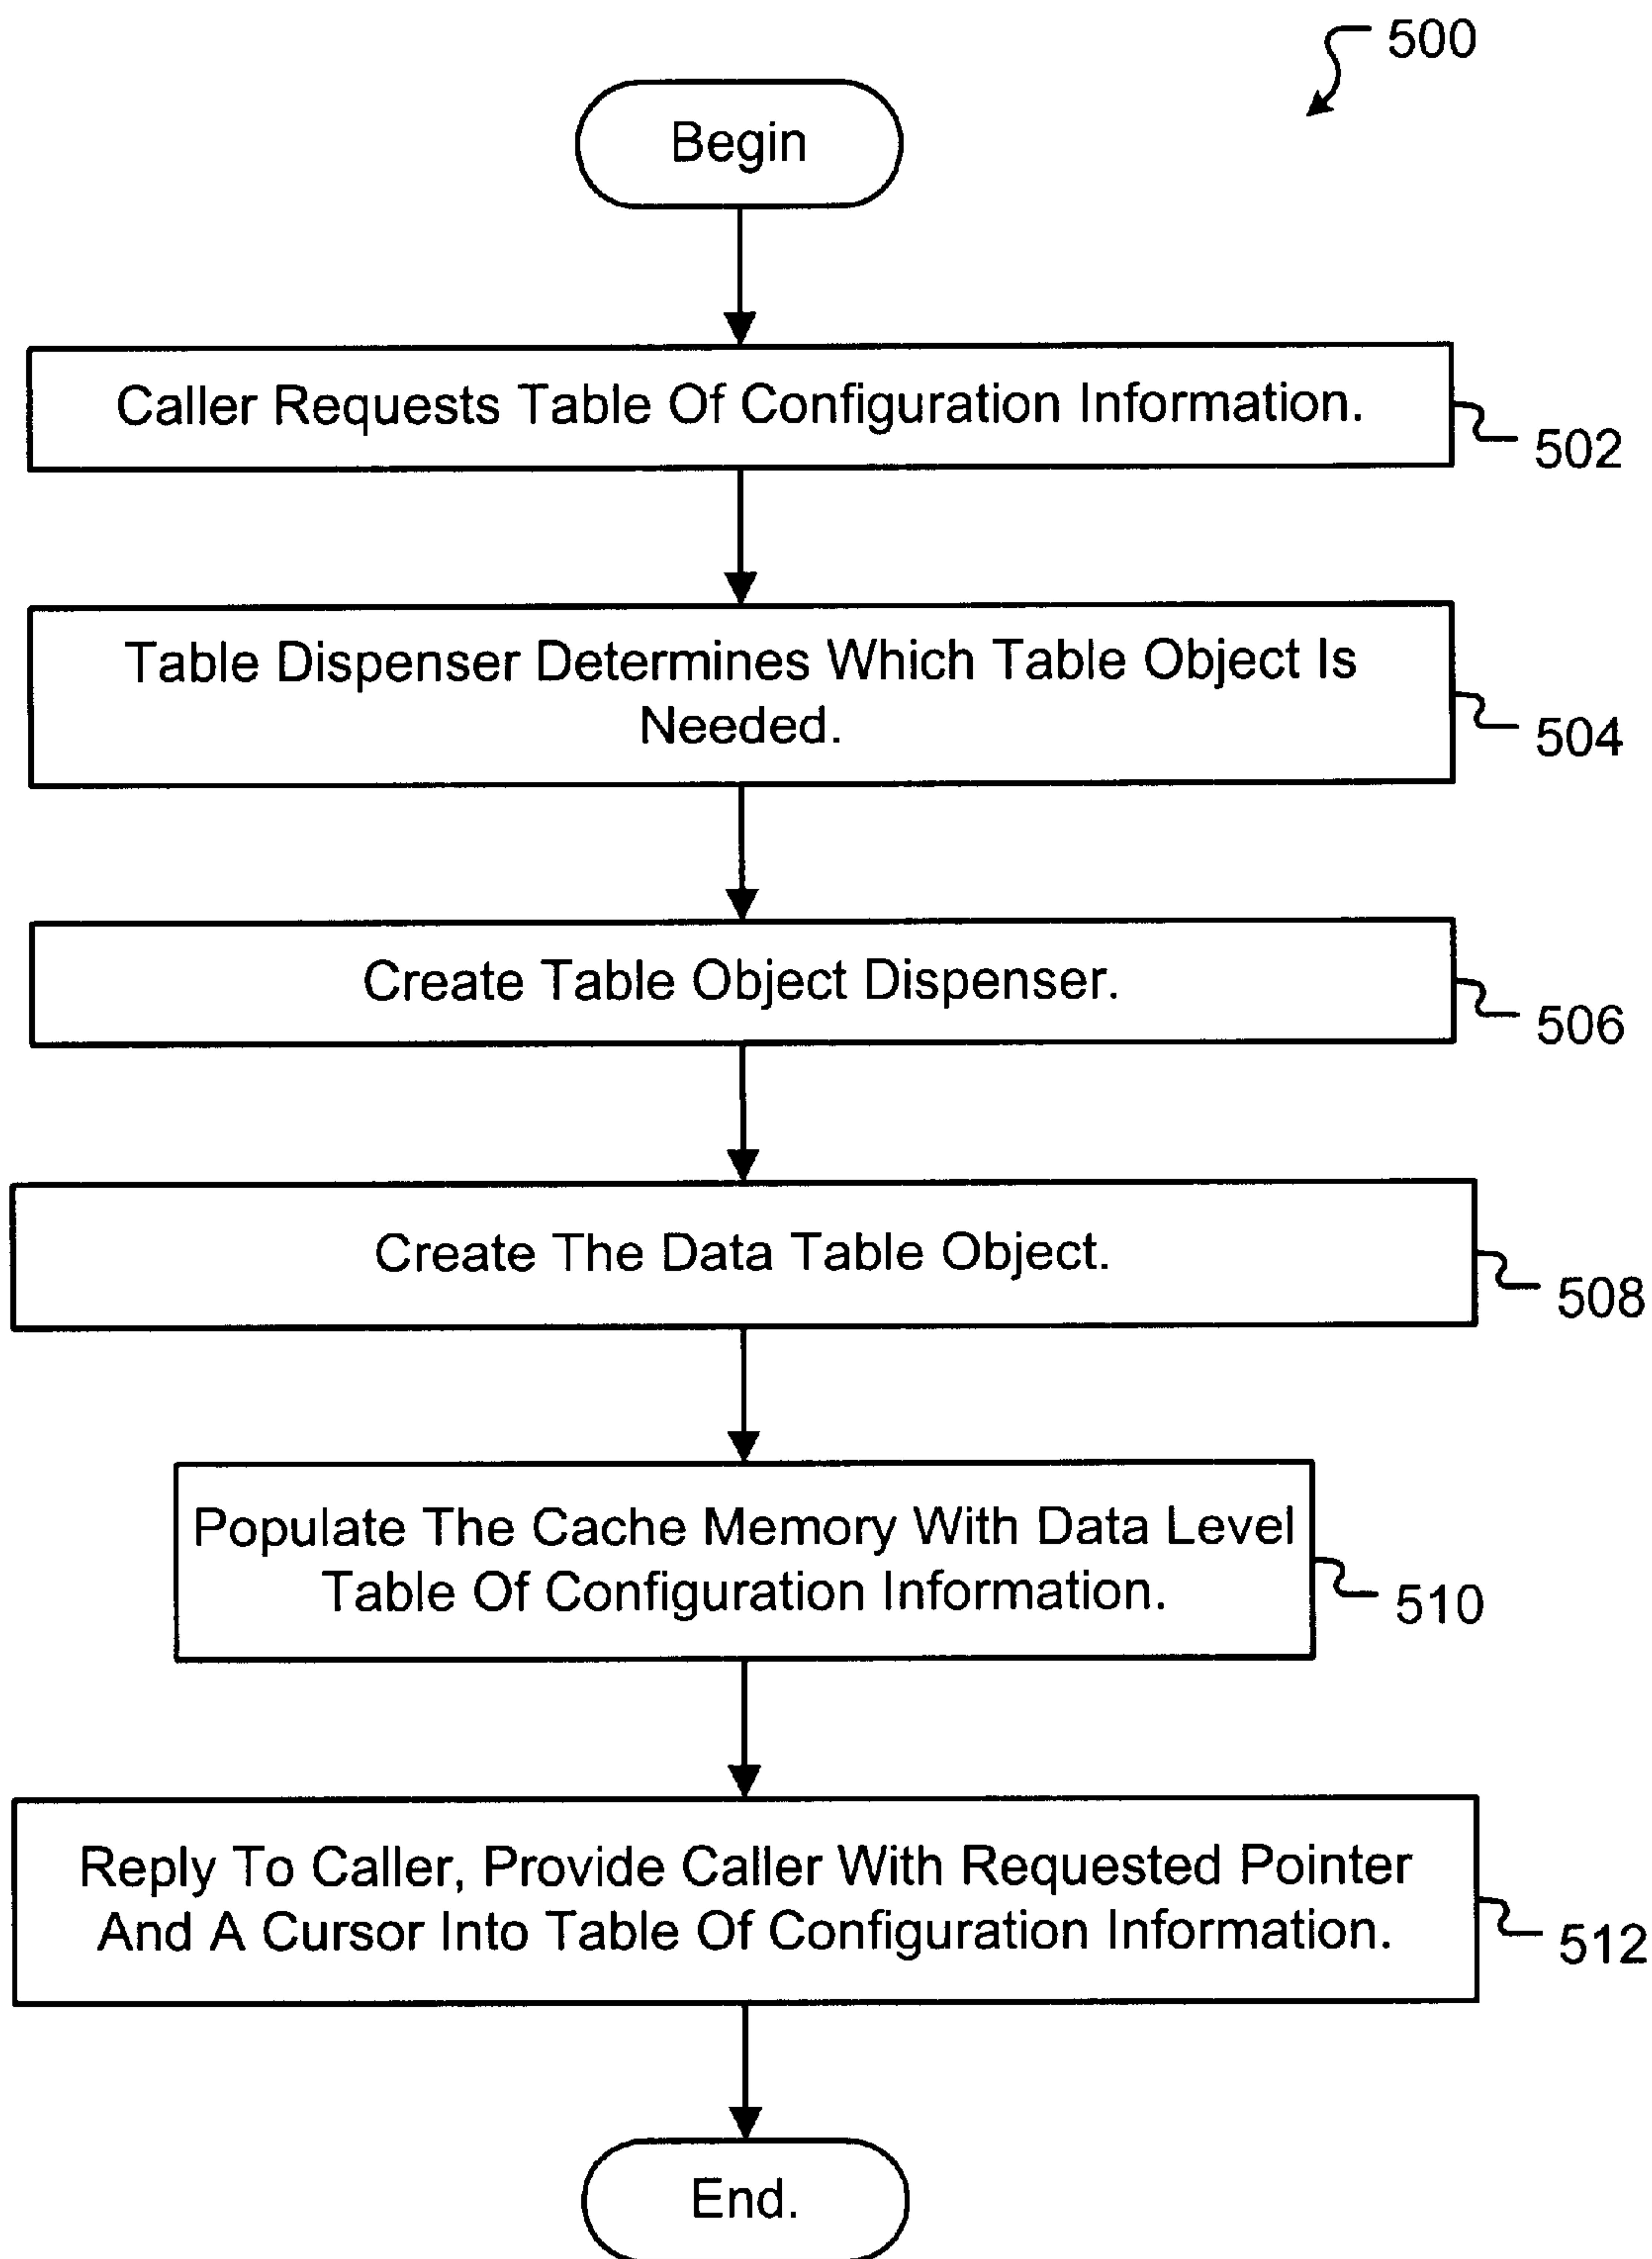 500
Begin
Caller Requests Table Of Configuration Information.
502
Table Dispenser Determines Which Table Object Is
Needed.
504
Create Table Object Dispenser.
506
Create The Data Table Object.
508
Populate The Cache Memory With Data Level
Table Of Configuration Information.
510
Reply To Caller, Provide Caller With Requested Pointer
And A Cursor Into Table Of Configuration Information.
512
End.